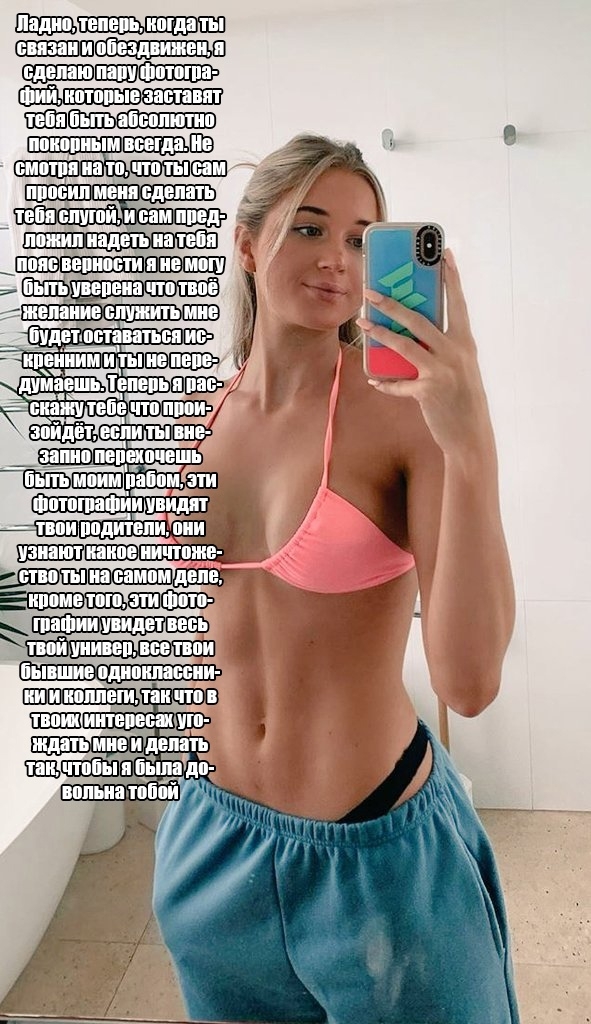 Ладно, теперь, когда ты
связан и обездвижен, я
сделаю пару фотогра-
фий, которые заставят
тебя быть абсолютно
покорным всегда. Не
смотря на то, что ты сам
просил меня сделать
тебя слугой, и сам пред-
ложил надеть на тебя
пояс верности я не могу
быть уверена что твоё
желание служить мне
будет оставаться ис-
кренним и ты не пере-
думаешь. Теперь я рас-
скажу тебе что прои-
зойдёт, если ты вне-
запно перехочешь
быть моим рабом, эти
фотографии увидят
твои родители, они
узнают какое ничтоже-
ство ты на самом деле,
кроме того, эти фото-
графии увидет весь
твой универ, все твои
бывшие одноклассни-
ки и коллеги, так что в
твоих интересах уго-
ждать мне и делать
так, чтобы я была до-
вольна тобой